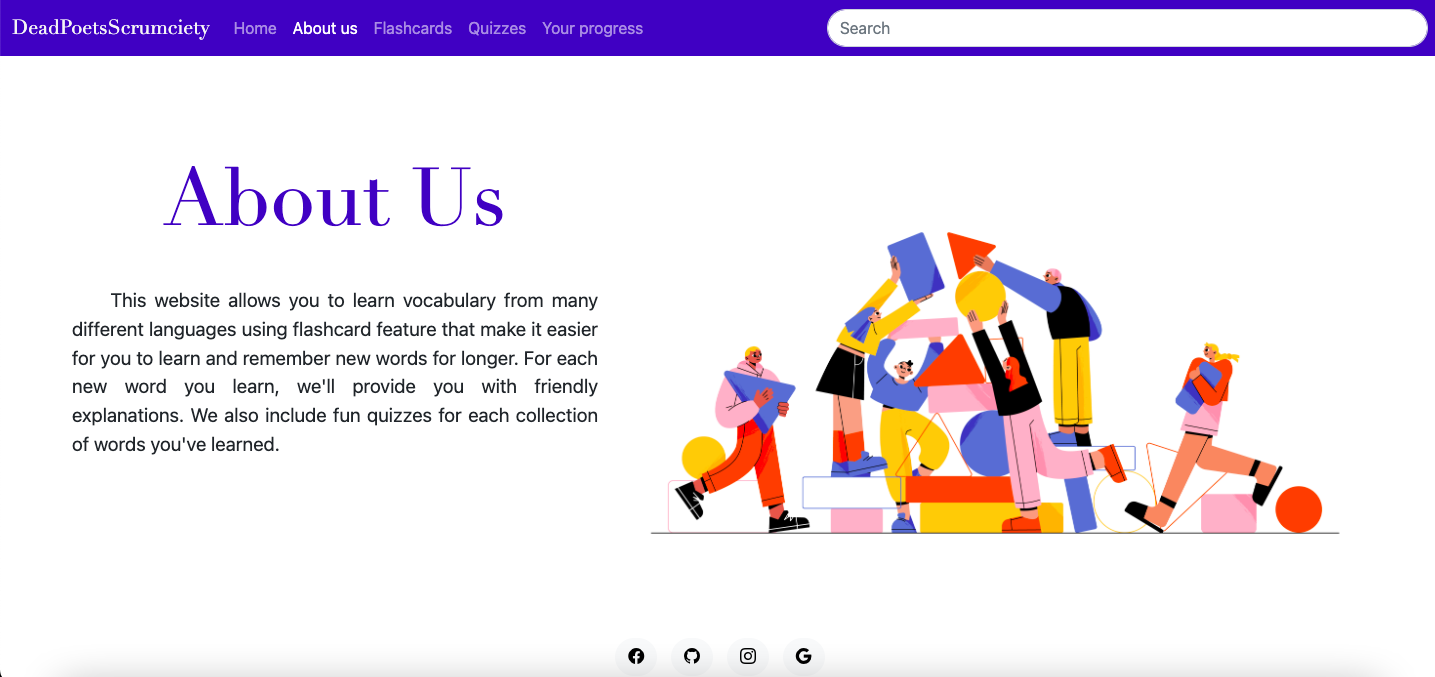 DeadPoetsScrumciety Home About us Flashcards Quizzes Your progress Search
About Us
This website allows you to learn vocabulary from many
different languages using flashcard feature that make it easier
for you to learn and remember new words for longer. For each
new word you learn, we'll provide you with friendly
explanations. We also include fun quizzes for each collection
of words you've learned.